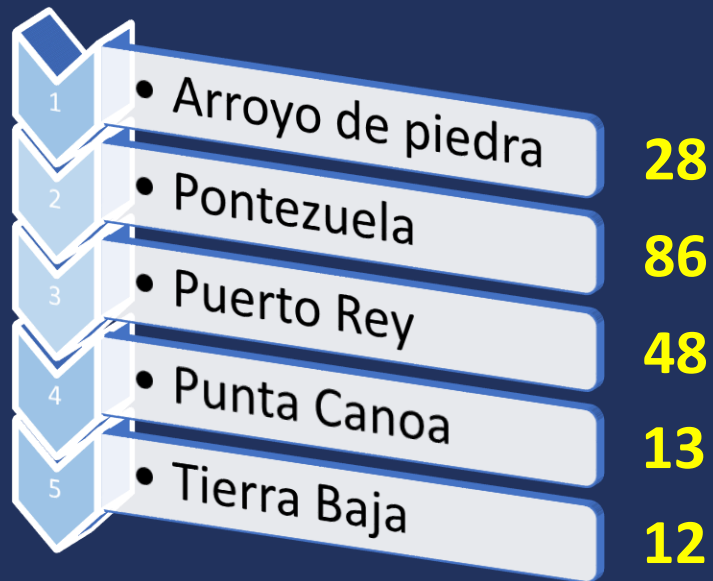 1 • Arroyo de piedra 28
2 • Pontezuela 86
3 • Puerto Rey 48
4 • Punta Canoa 13
5 • Tierra Baja 12